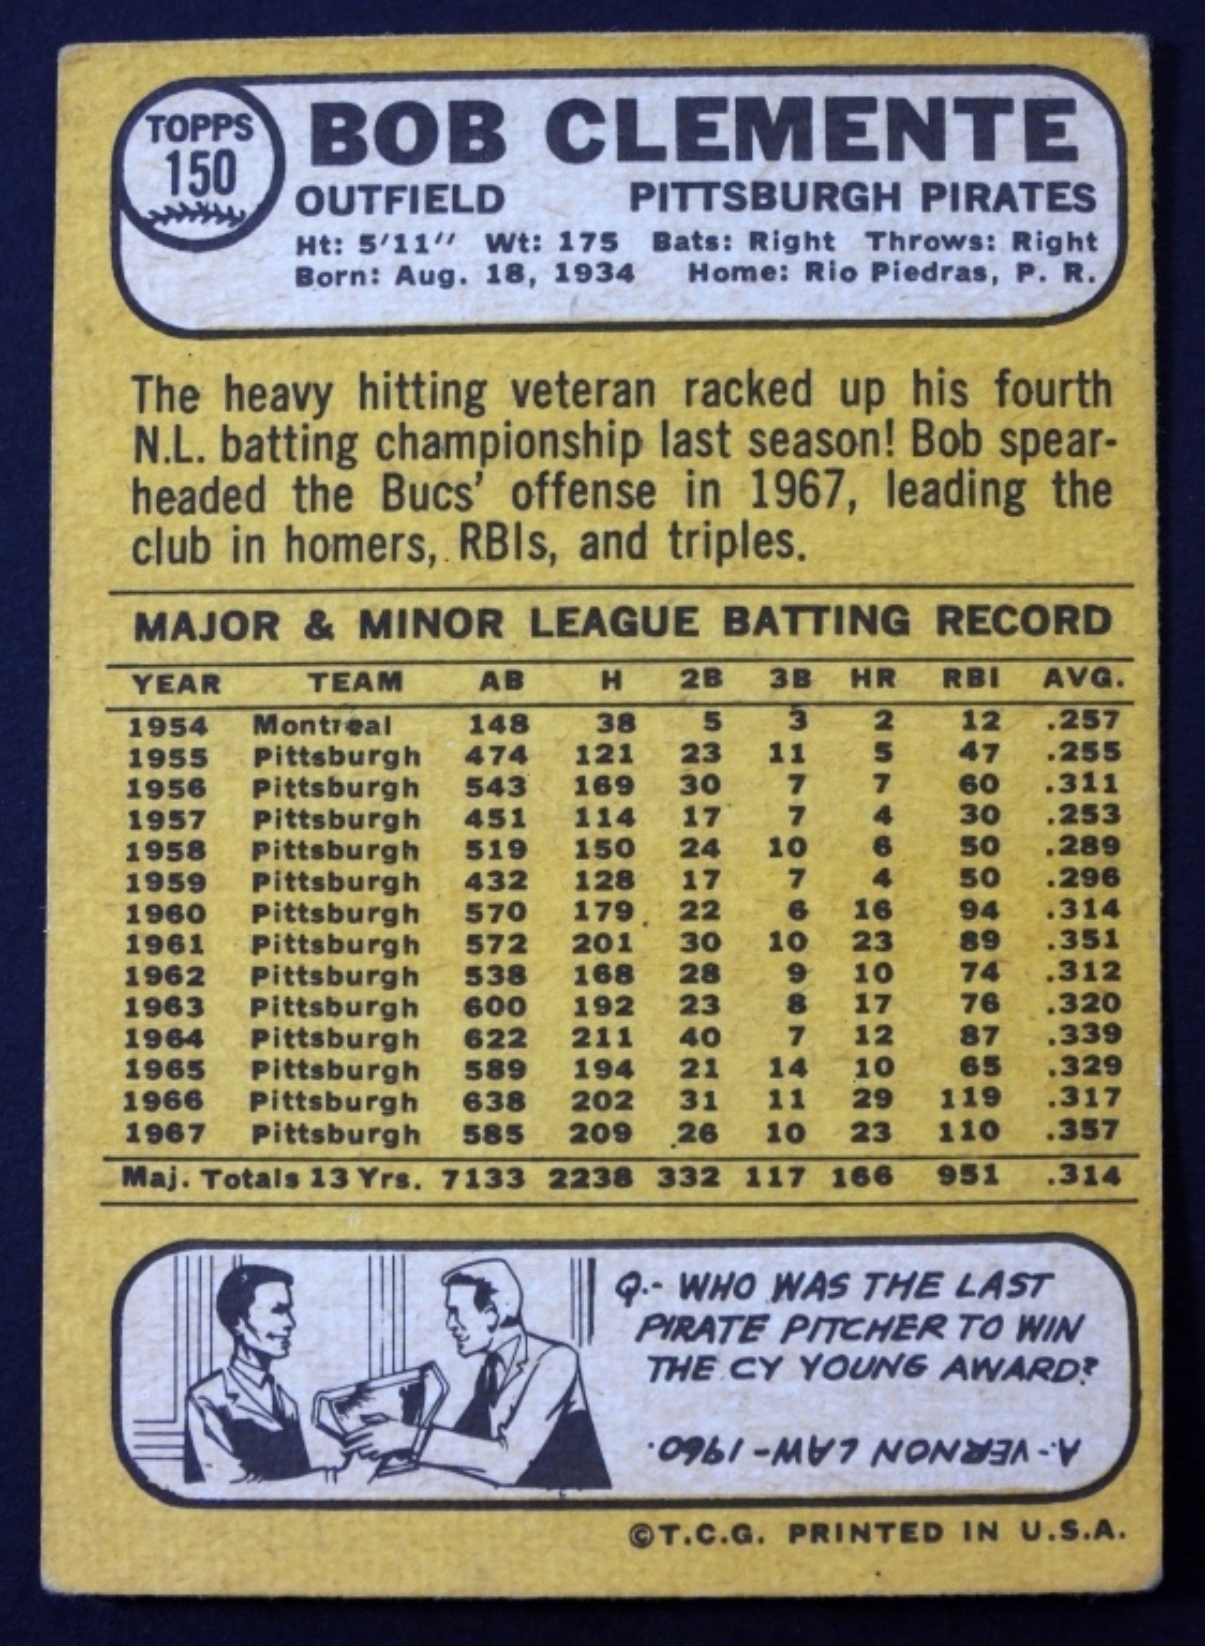 TOPPS
150
BOB CLEMENTE
OUTFIELD PITTSBURGH PIRATES
Ht: 5'11" Wt: 175 Bats: Right Throws: Right
Born: Aug. 18, 1934 Home: Rio Piedras, P. R.
The heavy hitting veteran racked up his fourth
N.L. batting championship last season! Bob spear-
headed the Bucs' offense in 1967, leading the
club in homers, RBIs, and triples.
MAJOR & MINOR LEAGUE BATTING RECORD
YEAR TEAM AB H 2B 3B HR RBI AVG.
1954 Montreal 148 38 5 3 2 12 .257
1955 Pittsburgh 474 121 23 11 5 47 .255
1956 Pittsburgh 543 169 30 7 7 60 .311
1957 Pittsburgh 451 114 17 7 4 30 .253
1958 Pittsburgh 519 150 24 10 6 50 .289
1959 Pittsburgh 432 128 17 7 4 50 .296
1960 Pittsburgh 570 179 22 6 16 94 .314
1961 Pittsburgh 572 201 30 10 23 89 .351
1962 Pittsburgh 538 168 28 9 10 74 .312
1963 Pittsburgh 600 192 23 8 17 76 .320
1964 Pittsburgh 622 211 40 7 12 87 .339
1965 Pittsburgh 589 194 21 14 10 65 .329
1966 Pittsburgh 638 202 31 11 29 119 .317
1967 Pittsburgh 585 209 26 10 23 110 .357
Maj. Totals 13 Yrs. 7133 2238 332 117 166 951 .314
Q.- WHO WAS THE LAST
PIRATE PITCHER TO WIN
THE CY YOUNG AWARD?
A.- VERNON LAW - 1960.
©T.C.G. PRINTED IN U.S.A.